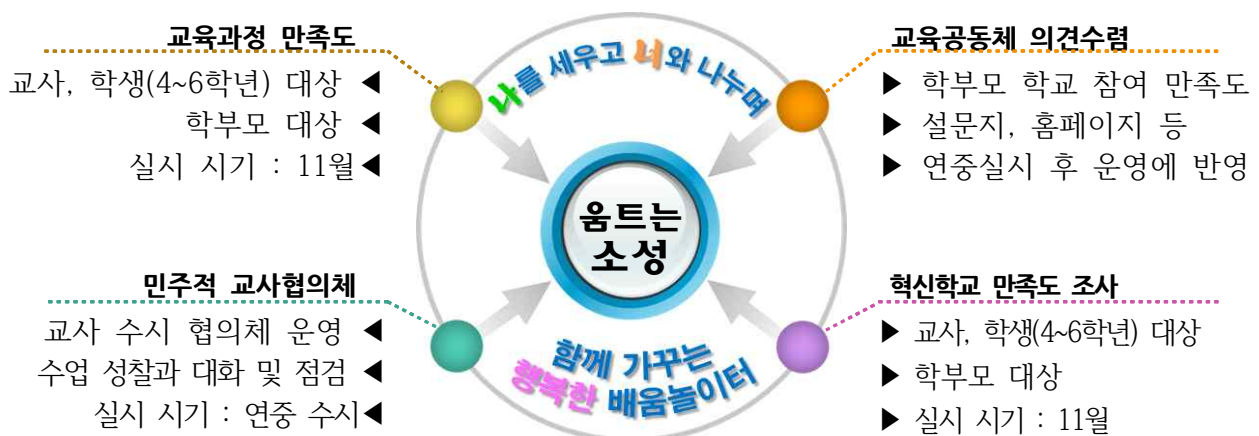 교육과정 만족도
교사, 학생(4~6학년) 대상 ◀
학부모 대상 ◀
실시 시기 : 11월◀
나를 세우고 너와 나누며
교육공동체 의견수렴
▶ 학부모 학교 참여 만족도
▶ 설문지, 홈페이지 등
▶ 연중실시 후 운영에 반영
움트는
소성
민주적 교사협의체
교사 수시 협의체 운영 ◀
수업 성찰과 대화 및 점검 ◀
실시 시기 : 연중 수시◀
함께 가꾸는
행복한 배움놀이터
혁신학교 만족도 조사
▶ 교사, 학생(4~6학년) 대상
▶ 학부모 대상
▶ 실시 시기 : 11월